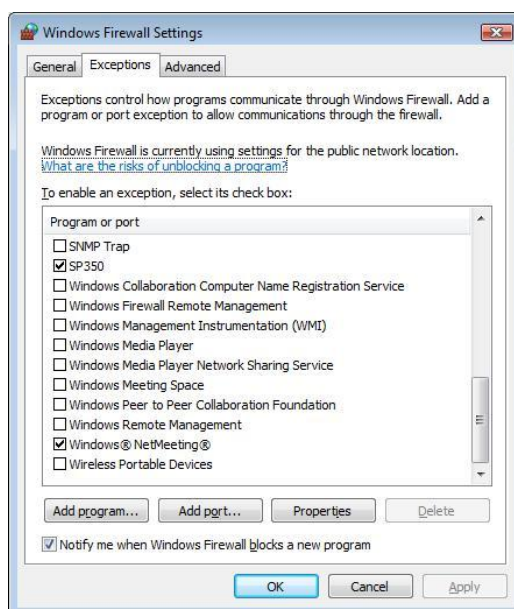 Windows Firewall Settings
General Exceptions Advanced
Exceptions control how programs communicate through Windows Firewall. Add a
program or port exception to allow communications through the firewall.
Windows Firewall is currently using settings for the public network location.
What are the risks of unblocking a program?
To enable an exception, select its check box:
Program or port
SNMP Trap
SP350
Windows Collaboration Computer Name Registration Service
Windows Firewall Remote Management
Windows Management Instrumentation (WMI)
Windows Media Player
Windows Media Player Network Sharing Service
Windows Meeting Space
Windows Peer to Peer Collaboration Foundation
Windows Remote Management
Windows® NetMeeting®
Wireless Portable Devices
Add program... Add port... Properties Delete
Notify me when Windows Firewall blocks a new program
OK Cancel Apply